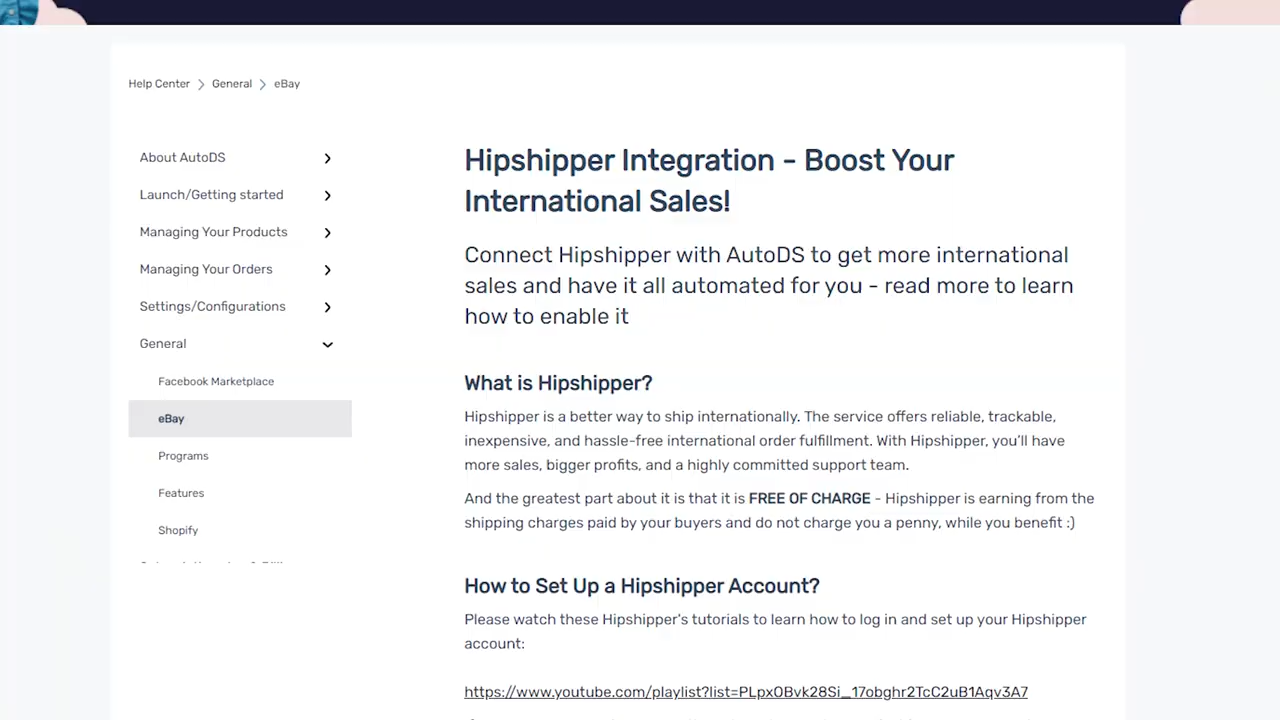 Help Center > General > eBay
About AutoDS
Launch/Getting started
Managing Your Products
Managing Your Orders
Settings/Configurations
General
Facebook Marketplace
eBay
Programs
Features
Shopify
Hipshipper Integration - Boost Your
International Sales!
Connect Hipshipper with AutoDS to get more international
sales and have it all automated for you - read more to learn
how to enable it
What is Hipshipper?
Hipshipper is a better way to ship internationally. The service offers reliable, trackable,
inexpensive, and hassle-free international order fulfillment. With Hipshipper, you'll have
more sales, bigger profits, and a highly committed support team.
And the greatest part about it is that it is FREE OF CHARGE - Hipshipper is earning from the
shipping charges paid by your buyers and do not charge you a penny, while you benefit :)
How to Set Up a Hipshipper Account?
Please watch these Hipshipper's tutorials to learn how to log in and set up your Hipshipper
account:
https://www.youtube.com/playlist?list=PLpxOBvk28Si_17obghr2TcC2uB1Aqv3A7